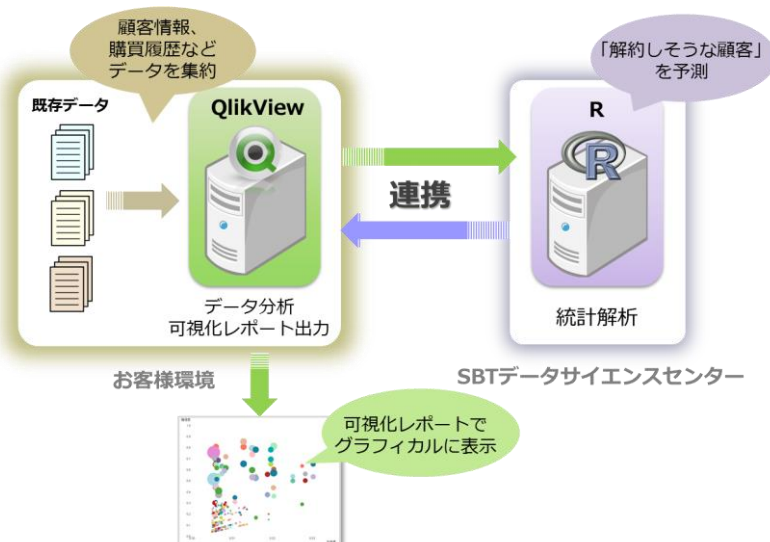 顧客情報、
購買履歴など
データを集約
「解約しそうな顧客」
を予測
既存データ
QlikView
R
R
連携
データ分析
可視化レポート出力
統計解析
お客様環境
SBTデータサイエンスセンター
可視化レポートで
グラフィカルに表示